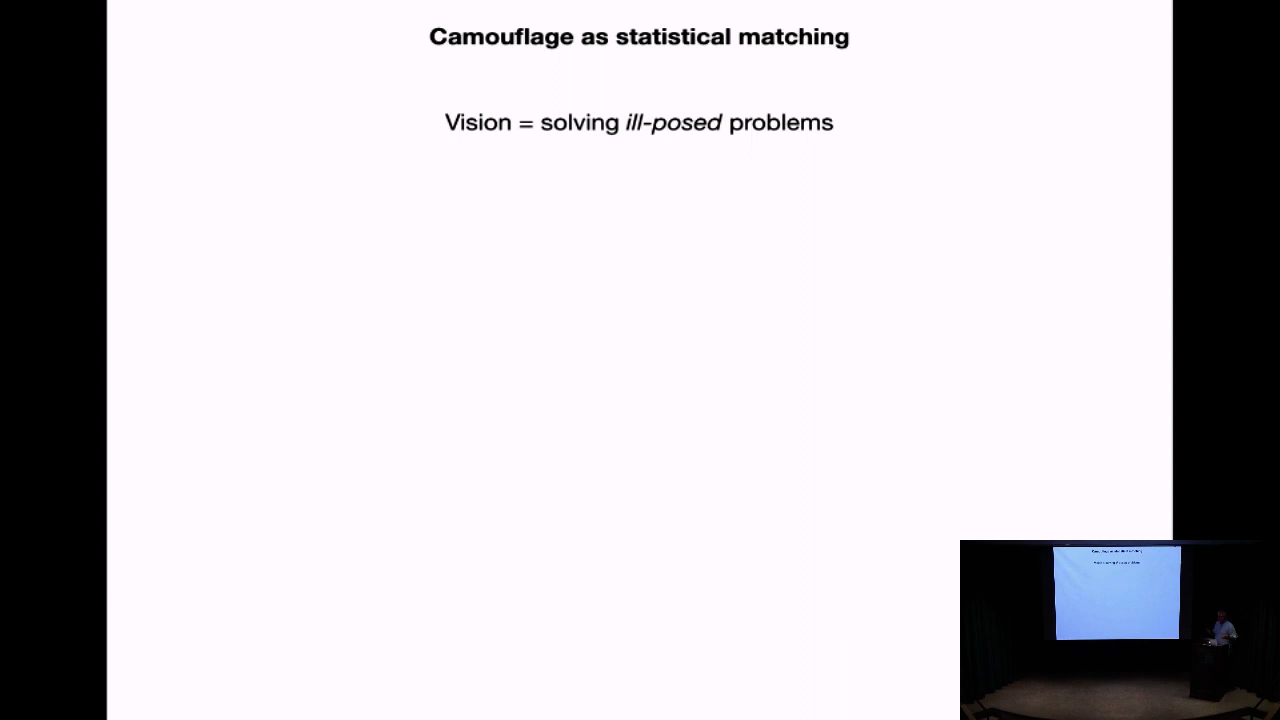 Camouflage as statistical matching
Vision = solving ill-posed problems